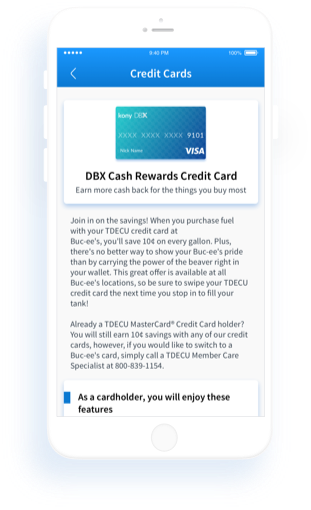 9:40 PM 100%
Credit Cards
kony DBX
XXXX XXXX XXXX 9101
Rick Name
VISA
DBX Cash Rewards Credit Card
Earn more cash back for the things you buy most
Join in on the savings! When you purchase fuel
with your TDECU credit card at
Buc-ee's, you'll save 10¢ on every gallon. Plus,
there's no better way to show your Buc-ee's pride
than by carrying the power of the beaver right in
your wallet. This great offer is available at all
Buc-ee's locations, so be sure to swipe your TDECU
credit card the next time you stop in to fill your
tank!
Already a TDECU MasterCard® Credit Card holder?
You will still earn 10¢ savings with any of our credit
cards, however, if you would like to switch to a
Buc-ee's card, simply call a TDECU Member Care
Specialist at 800-839-1154.
As a cardholder, you will enjoy these
features